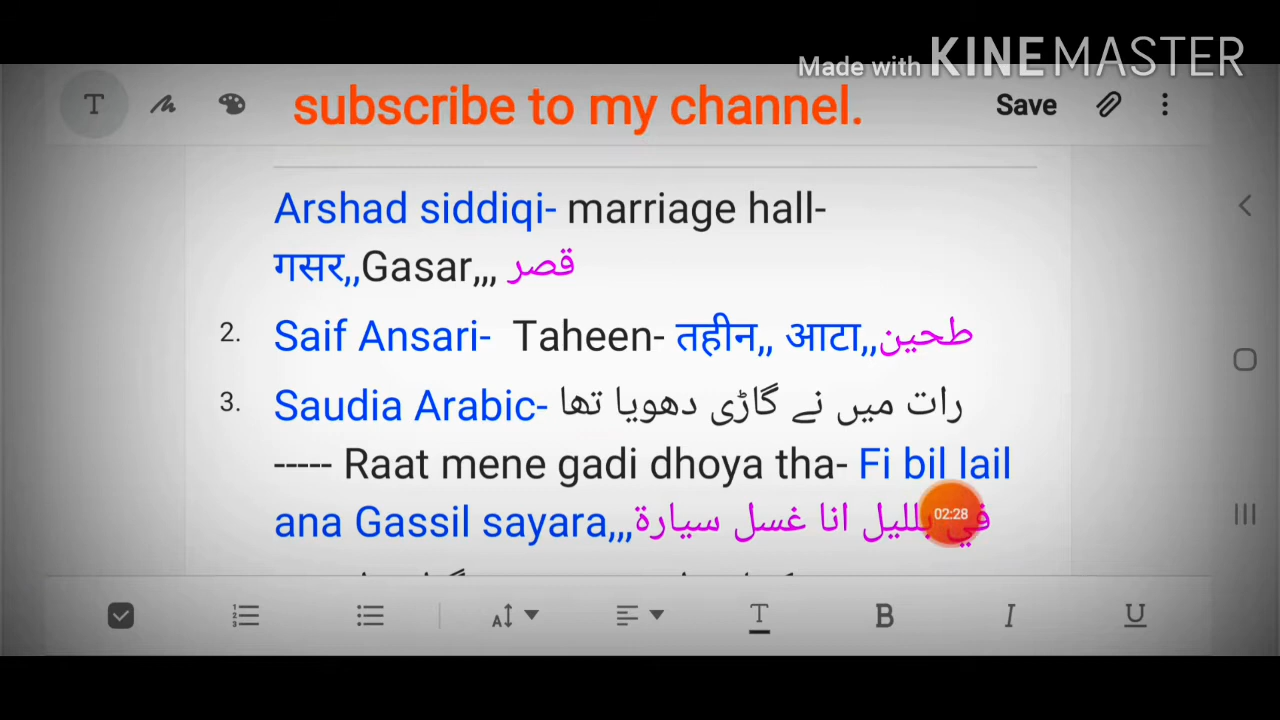 Made with KINEMASTER
subscribe to my channel.
Save
Arshad siddiqi- marriage hall-
गसर,,Gasar,,, قصر
2. Saif Ansari- Taheen- तहीन,, आटा,,طحين
3. Saudia Arabic- رات میں نے گاڑی دھویا تھا
----- Raat mene gadi dhoya tha- Fi bil lail
ana Gassil sayara,,,في بلليل انا غسل سيارة
02:28